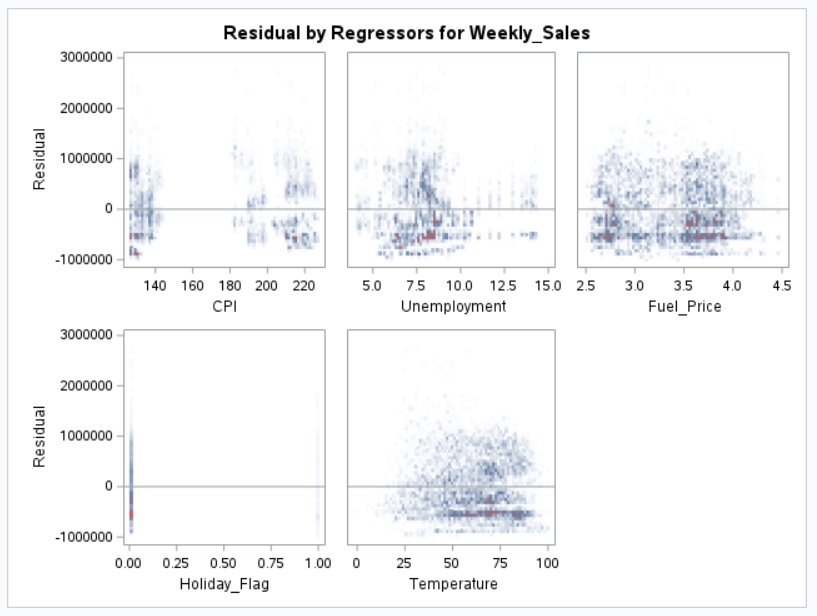 Residual by Regressors for Weekly_Sales
3000000
2000000
1000000
0
-1000000
Residual
140 160 180 200 220
CPI
5.0 7.5 10.0 12.5 15.0
Unemployment
2.5 3.0 3.5 4.0 4.5
Fuel_Price
3000000
2000000
1000000
0
-1000000
Residual
0.00 0.25 0.50 0.75 1.00
Holiday_Flag
0 25 50 75 100
Temperature